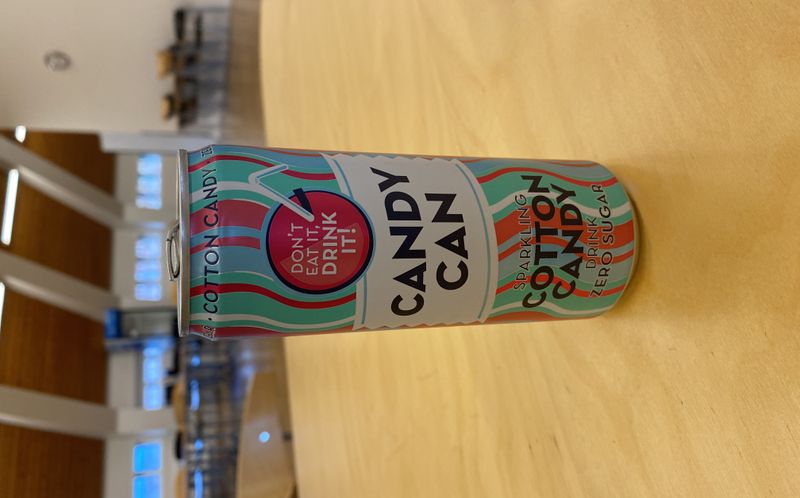 · COTTON CANDY ·
DON'T
EAT IT,
DRINK
IT!
CANDY
CAN
SPARKLING
COTTON
CANDY
DRINK
ZERO SUGAR